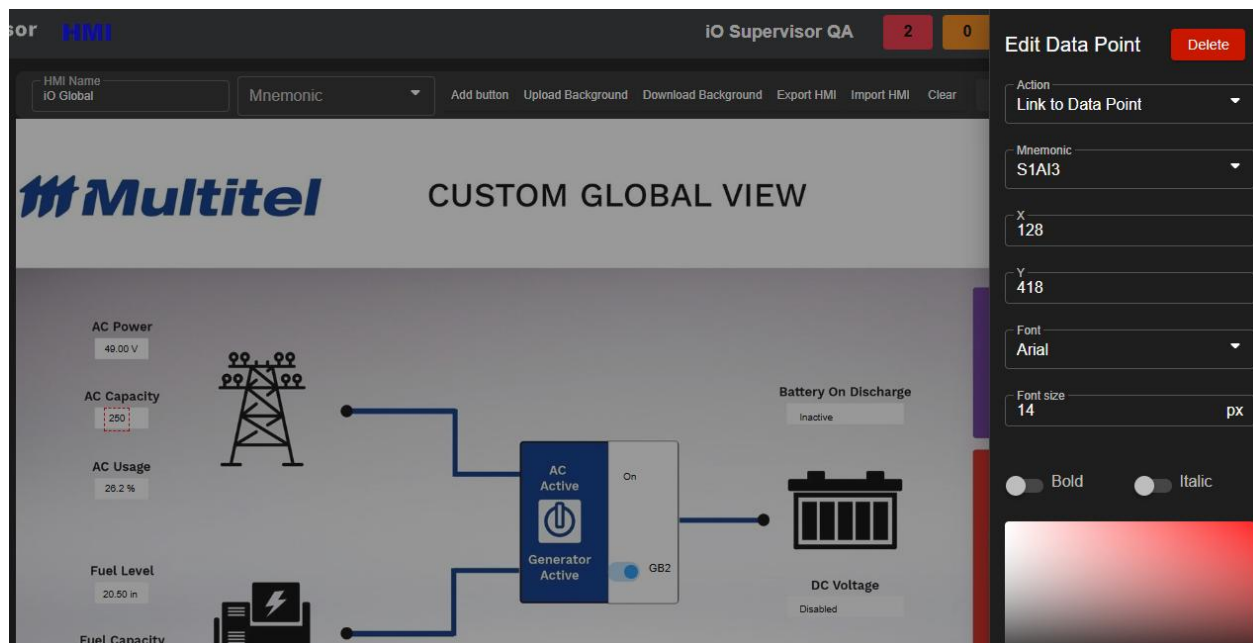 sor HMI iO Supervisor QA 2 0
HMI Name
iO Global
Mnemonic
Add button Upload Background Download Background Export HMI Import HMI Clear
Multitel
CUSTOM GLOBAL VIEW
AC Power
49.00 V
AC Capacity
250
AC Usage
26.2 %
Fuel Level
20.50 in
Fuel Capacity
AC
Active
On
Generator
Active
GB2
Battery On Discharge
Inactive
DC Voltage
Disabled
Edit Data Point
Delete
Action
Link to Data Point
Mnemonic
S1AI3
X
128
Y
418
Font
Arial
Font size
14 px
Bold Italic